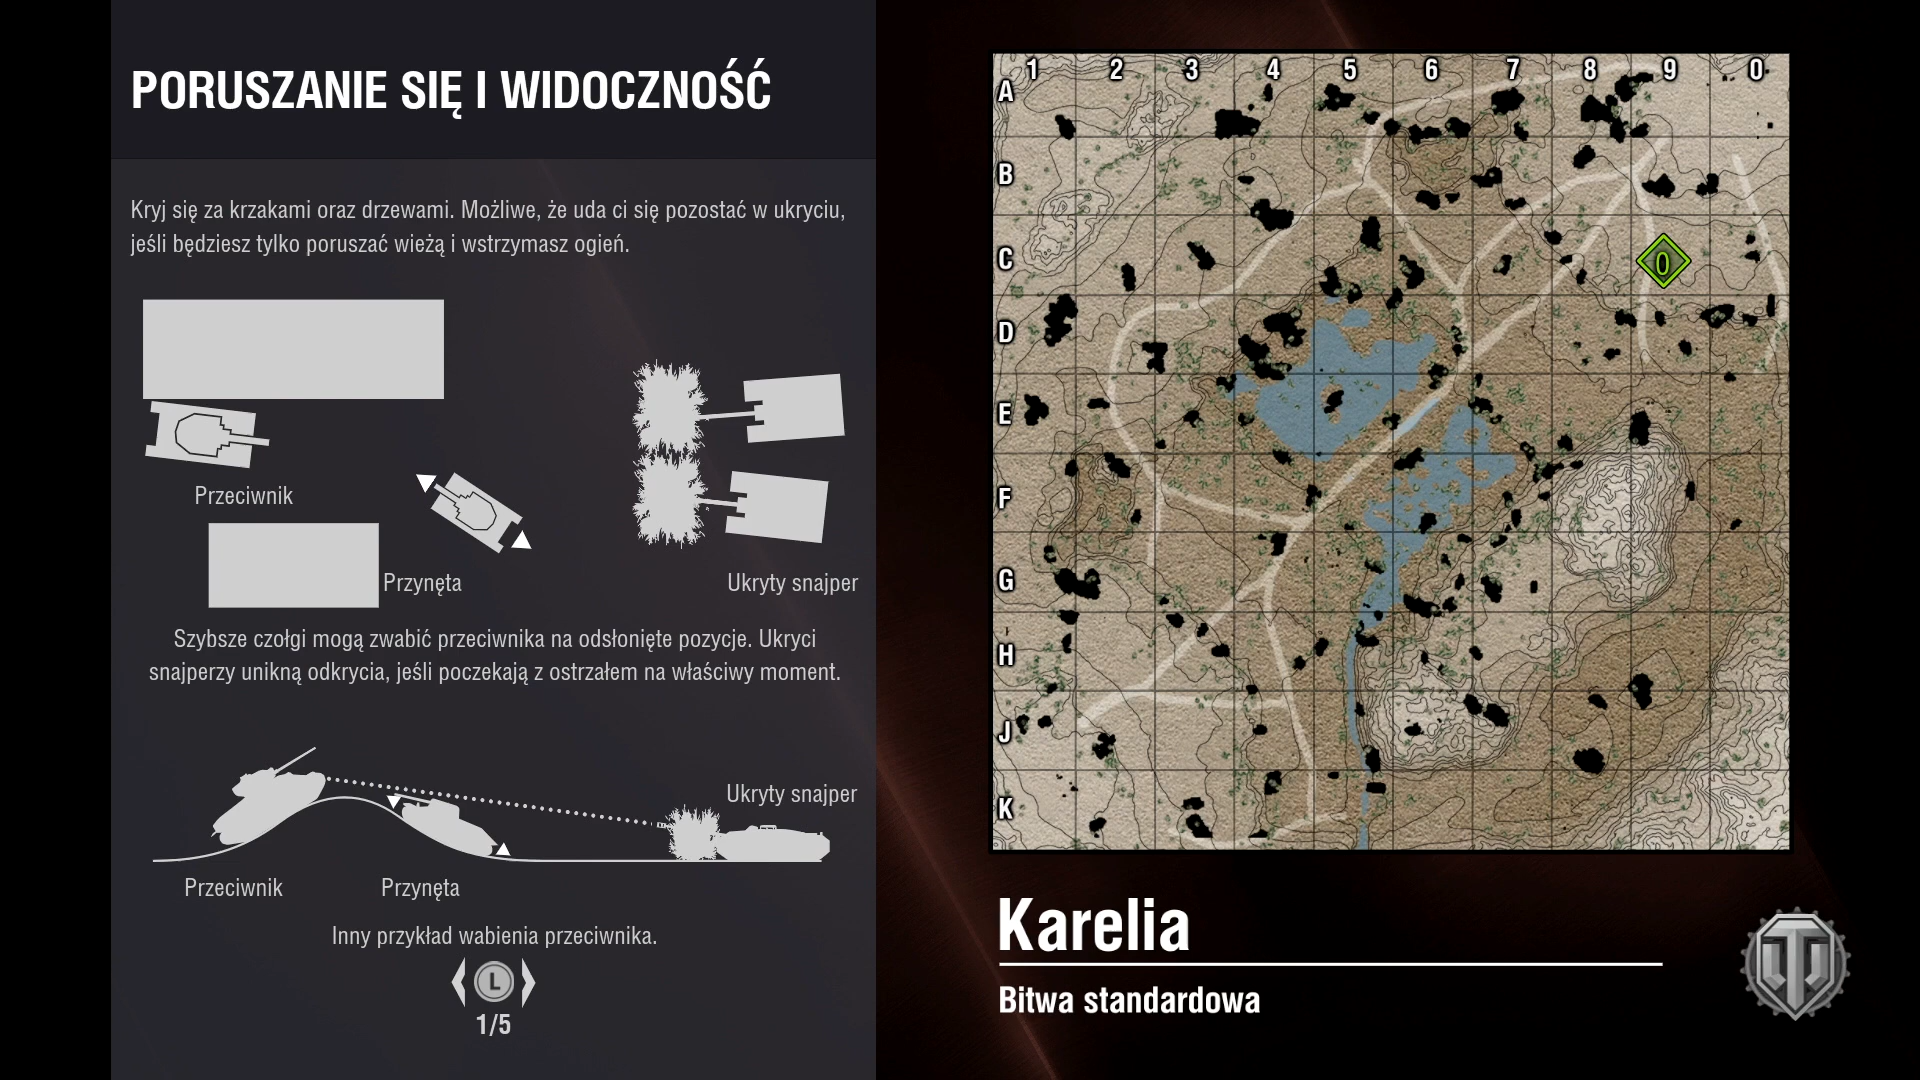 PORUSZANIE SIĘ I WIDOCZNOŚĆ
Kryj się za krzakami oraz drzewami. Możliwe, że uda ci się pozostać w ukryciu,
jeśli będziesz tylko poruszać wieżą i wstrzymasz ogień.
Przeciwnik
Przynęta
Ukryty snajper
Szybsze czołgi mogą zwabić przeciwnika na odsłonięte pozycje. Ukryci
snajperzy unikną odkrycia, jeśli poczekają z ostrzałem na właściwy moment.
Ukryty snajper
Przeciwnik
Przynęta
Inny przykład wabienia przeciwnika.
L
1/5
1 2 3 4 5 6 7 8 9 0
A
B
C
0
D
E
F
G
H
J
K
Karelia
Bitwa standardowa